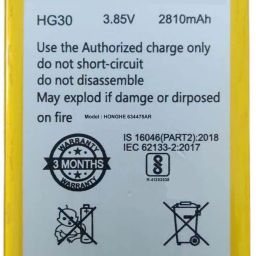 HG30 3.85V 2810mAh
Use the Authorized charge only
do not short-circuit
do not disassemble
May explod if damge or disposed
on fire
Model : HONGHE 634475AR
WARRANTY
3 MONTHS
WARRANTY
IS 16046(PART2):2018
IEC 62133-2:2017
R-41203038